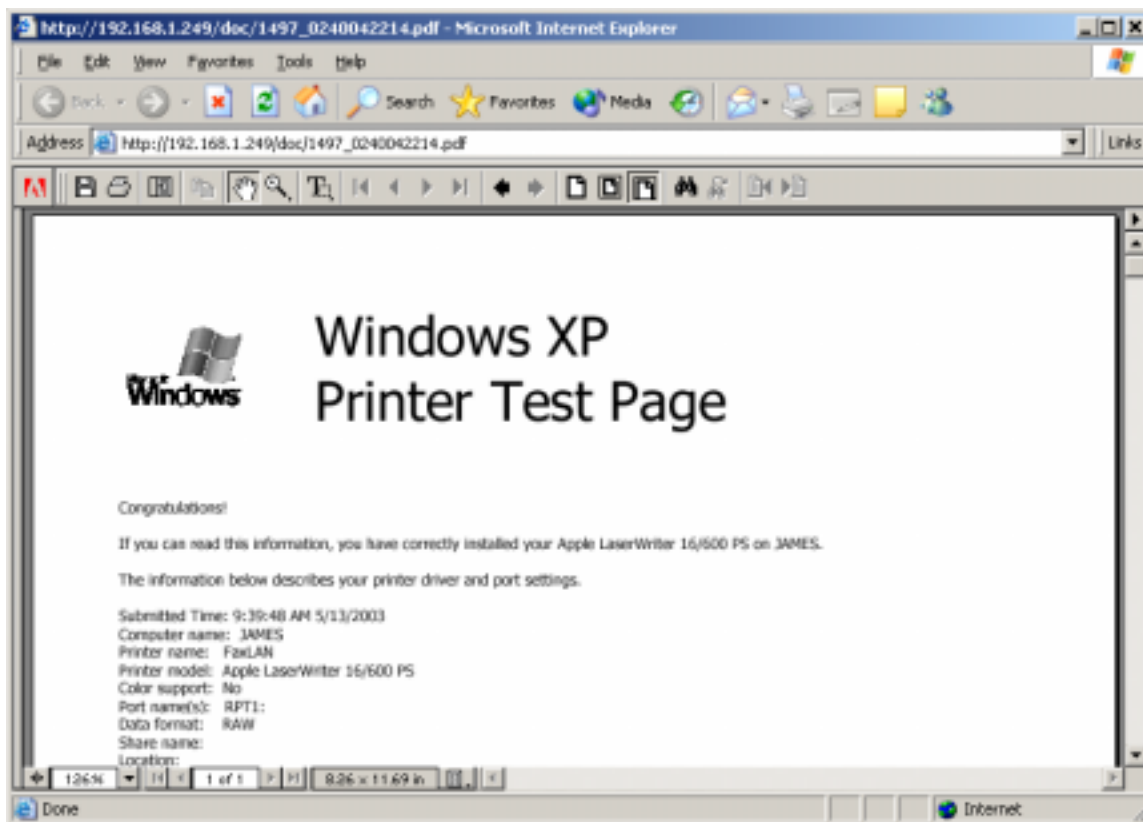 http://192.168.1.249/doc/1497_0240042214.pdf - Microsoft Internet Explorer
File Edit View Favorites Tools Help
Back Search Favorites Media
Address http://192.168.1.249/doc/1497_0240042214.pdf Links
Windows XP
Printer Test Page
Windows
Congratulations!
If you can read this information, you have correctly installed your Apple LaserWriter 16/600 PS on JAMES.
The information below describes your printer driver and port settings.
Submitted Time: 9:39:48 AM 5/13/2003
Computer name: JAMES
Printer name: FaxLAN
Printer model: Apple LaserWriter 16/600 PS
Color support: No
Port name(s): RPT1:
Data format: RAW
Share name:
Location:
126% 1 of 1 8.26 x 11.69 in
Done Internet